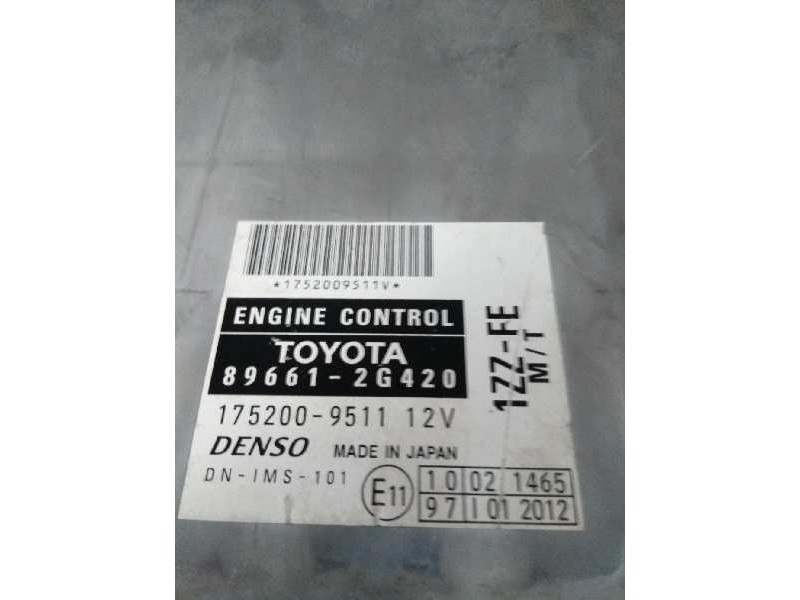 *1752009511V*
ENGINE CONTROL
TOYOTA
89661-2G420
175200-9511 12V
DENSO MADE IN JAPAN
DN-IMS-101
E11
10 02 1465
97 I 01 2012
1ZZ-FE
M/T